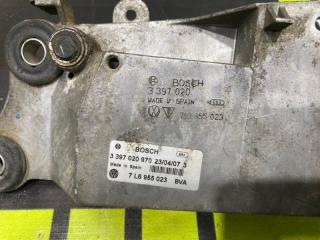 BOSCH
3 397 020
MADE IN SPAIN
955 023
BOSCH
3 397 020 970 23/04/07 3
Made in Spain
7 L6 955 023 BVA